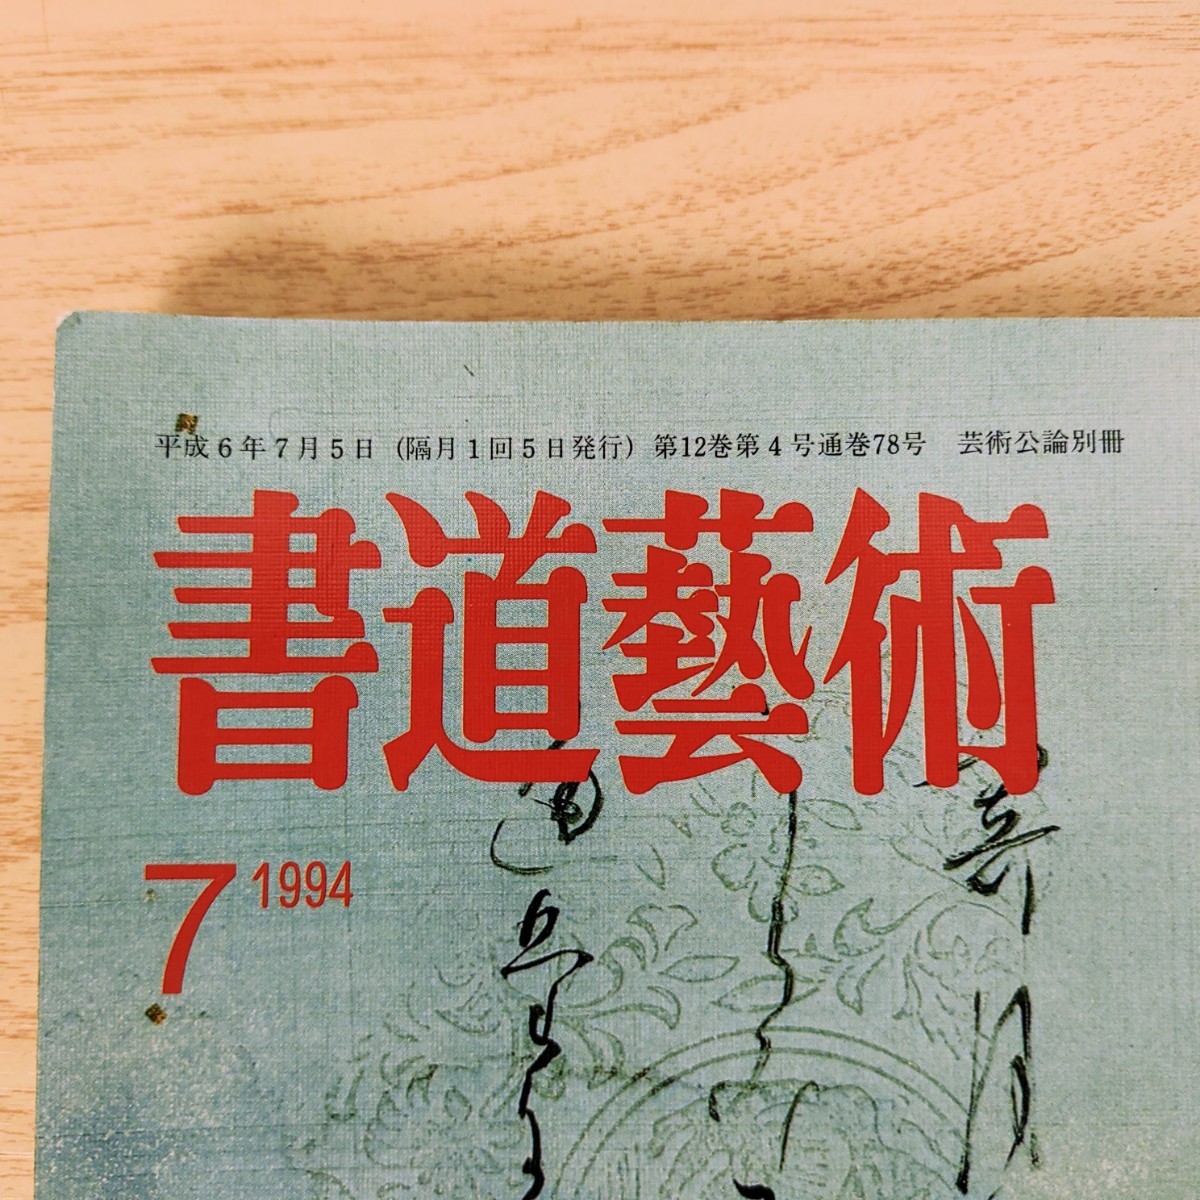 平成6年7月5日 (隔月1回5日発行) 第12巻第4号通巻78号 芸術公論別冊
書道藝術
7 1994